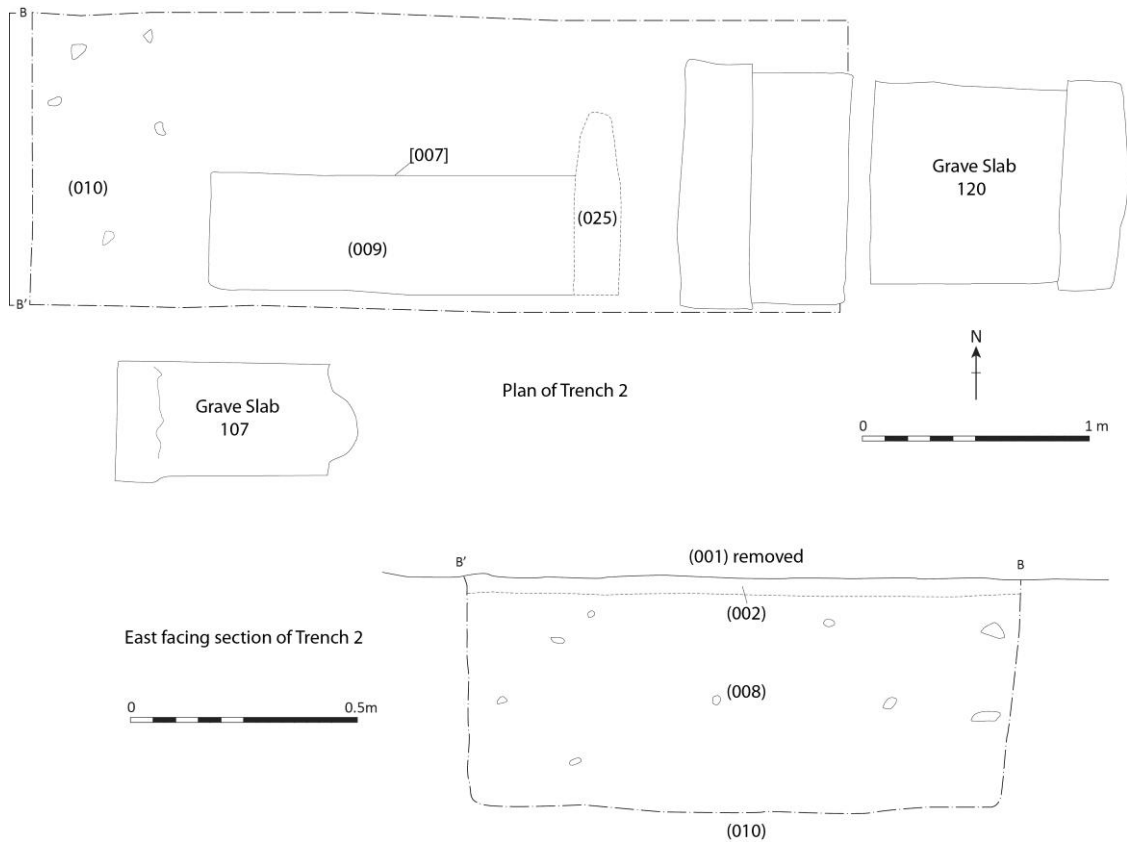 B
[007]
(010)
(025)
(009)
Grave Slab
120
B'
N
Plan of Trench 2
Grave Slab
107
0
1 m
B'
(001) removed
B
(002)
East facing section of Trench 2
0
0.5m
(008)
(010)